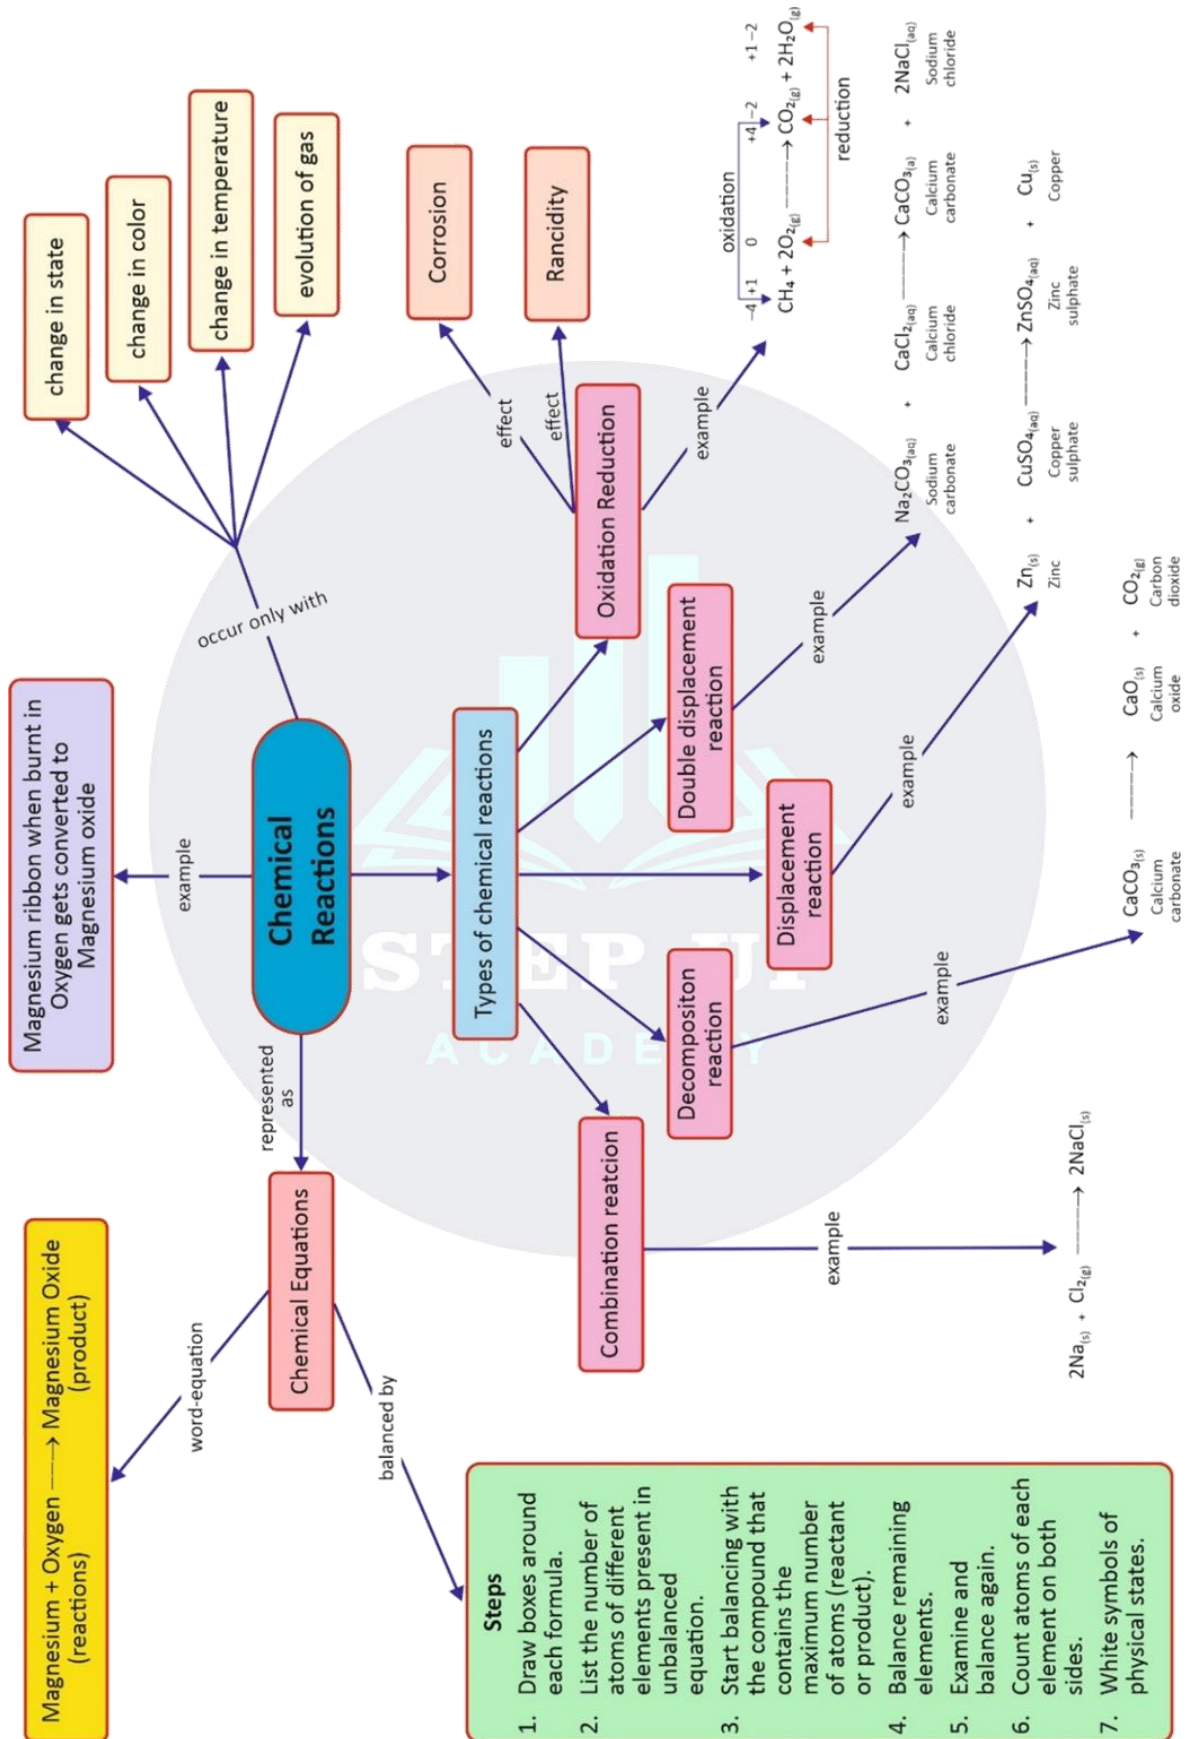 Magnesium + Oxygen ——→ Magnesium Oxide
(reactions) (product)
Magnesium ribbon when burnt in
Oxygen gets converted to
Magnesium oxide
change in state
change in color
change in temperature
evolution of gas
word-equation
example
occur only with
represented
as
Chemical
Reactions
Chemical Equations
balanced by
Steps
1. Draw boxes around
each formula.
2. List the number of
atoms of different
elements present in
unbalanced
equation.
3. Start balancing with
the compound that
contains the
maximum number
of atoms (reactant
or product).
4. Balance remaining
elements.
5. Examine and
balance again.
6. Count atoms of each
element on both
sides.
7. White symbols of
physical states.
Types of chemical reactions
Combination reatcion
Decompositon
reaction
Displacement
reaction
Double displacement
reaction
Oxidation Reduction
effect
effect
Corrosion
Rancidity
example
oxidation
−4 +1 0 +4 −2 +1 −2
CH₄ + 2O₂(g) ———→ CO₂(g) + 2H₂O(g)
reduction
example
Na₂CO₃(aq) + CaCl₂(aq) ———→ CaCO₃(a) + 2NaCl(aq)
Sodium Calcium Calcium Sodium
carbonate chloride carbonate chloride
example
Zn(s) + CuSO₄(aq) ———→ ZnSO₄(aq) + Cu(s)
Zinc Copper Zinc Copper
sulphate sulphate
example
CaCO₃(s) ———→ CaO(s) + CO₂(g)
Calcium Calcium Carbon
carbonate oxide dioxide
example
2Na(s) + Cl₂(g) ———→ 2NaCl(s)
STEP UP
ACADEMY